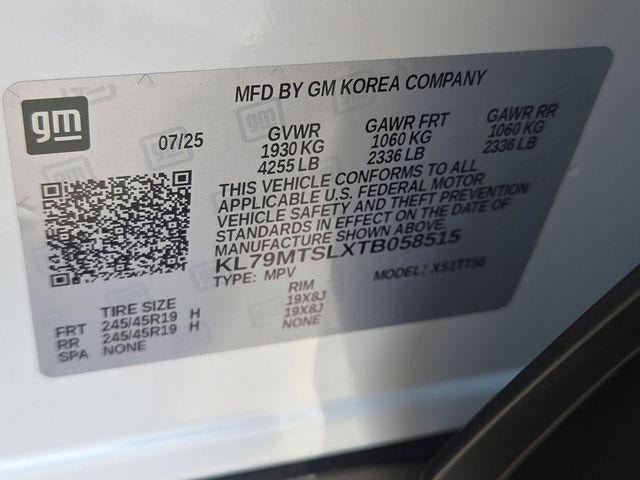 MFD BY GM KOREA COMPANY
gm
07/25
GVWR GAWR FRT GAWR RR
1930 KG 1060 KG 1060 KG
4255 LB 2336 LB 2336 LB
THIS VEHICLE CONFORMS TO ALL
APPLICABLE U.S. FEDERAL MOTOR
VEHICLE SAFETY AND THEFT PREVENTION
STANDARDS IN EFFECT ON THE DATE OF
MANUFACTURE SHOWN ABOVE.
KL79MTSLXTB058515
TYPE: MPV MODEL: X51TT56
TIRE SIZE RIM
FRT 245/45R19 H 19X8J
RR 245/45R19 H 19X8J
SPA NONE NONE